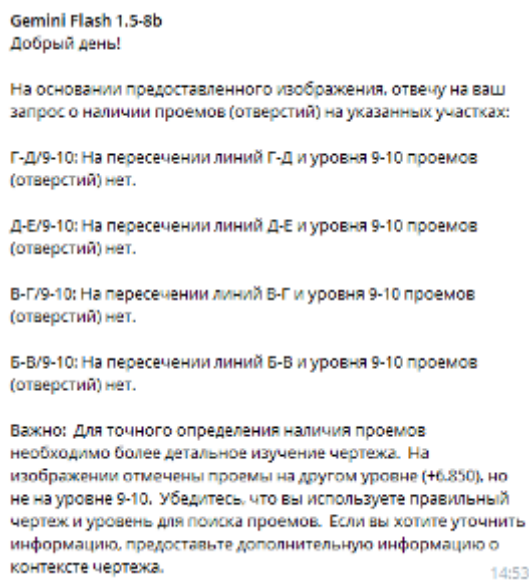 Gemini Flash 1.5-8b
Добрый день!
На основании предоставленного изображения, отвечу на ваш
запрос о наличии проемов (отверстий) на указанных участках:
Г-Д/9-10: На пересечении линий Г-Д и уровня 9-10 проемов
(отверстий) нет.
Д-Е/9-10: На пересечении линий Д-Е и уровня 9-10 проемов
(отверстий) нет.
В-Г/9-10: На пересечении линий В-Г и уровня 9-10 проемов
(отверстий) нет.
Б-В/9-10: На пересечении линий Б-В и уровня 9-10 проемов
(отверстий) нет.
Важно: Для точного определения наличия проемов
необходимо более детальное изучение чертежа. На
изображении отмечены проемы на другом уровне (+6.850), но
не на уровне 9-10. Убедитесь, что вы используете правильный
чертеж и уровень для поиска проемов. Если вы хотите уточнить
информацию, предоставьте дополнительную информацию о
контексте чертежа.
14:53